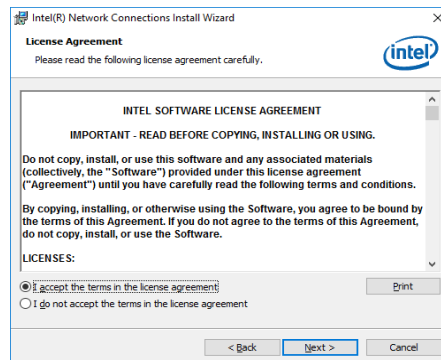 Intel(R) Network Connections Install Wizard
License Agreement
Please read the following license agreement carefully.
intel
INTEL SOFTWARE LICENSE AGREEMENT
IMPORTANT - READ BEFORE COPYING, INSTALLING OR USING.
Do not copy, install, or use this software and any associated materials
(collectively, the "Software") provided under this license agreement
("Agreement") until you have carefully read the following terms and conditions.
By copying, installing, or otherwise using the Software, you agree to be bound by
the terms of this Agreement. If you do not agree to the terms of this Agreement,
do not copy, install, or use the Software.
LICENSES:
I accept the terms in the license agreement
Print
I do not accept the terms in the license agreement
< Back
Next >
Cancel